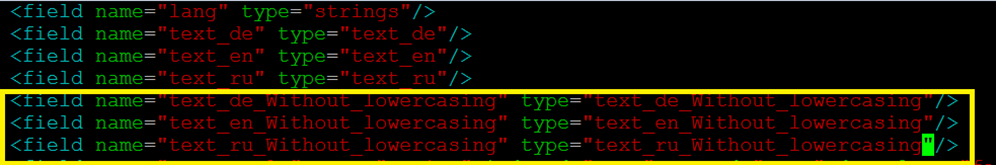 <field name="lang" type="strings"/>
<field name="text_de" type="text_de"/>
<field name="text_en" type="text_en"/>
<field name="text_ru" type="text_ru"/>
<field name="text_de_Without_lowercasing" type="text_de_Without_lowercasing"/>
<field name="text_en_Without_lowercasing" type="text_en_Without_lowercasing"/>
<field name="text_ru_Without_lowercasing" type="text_ru_Without_lowercasing"/>